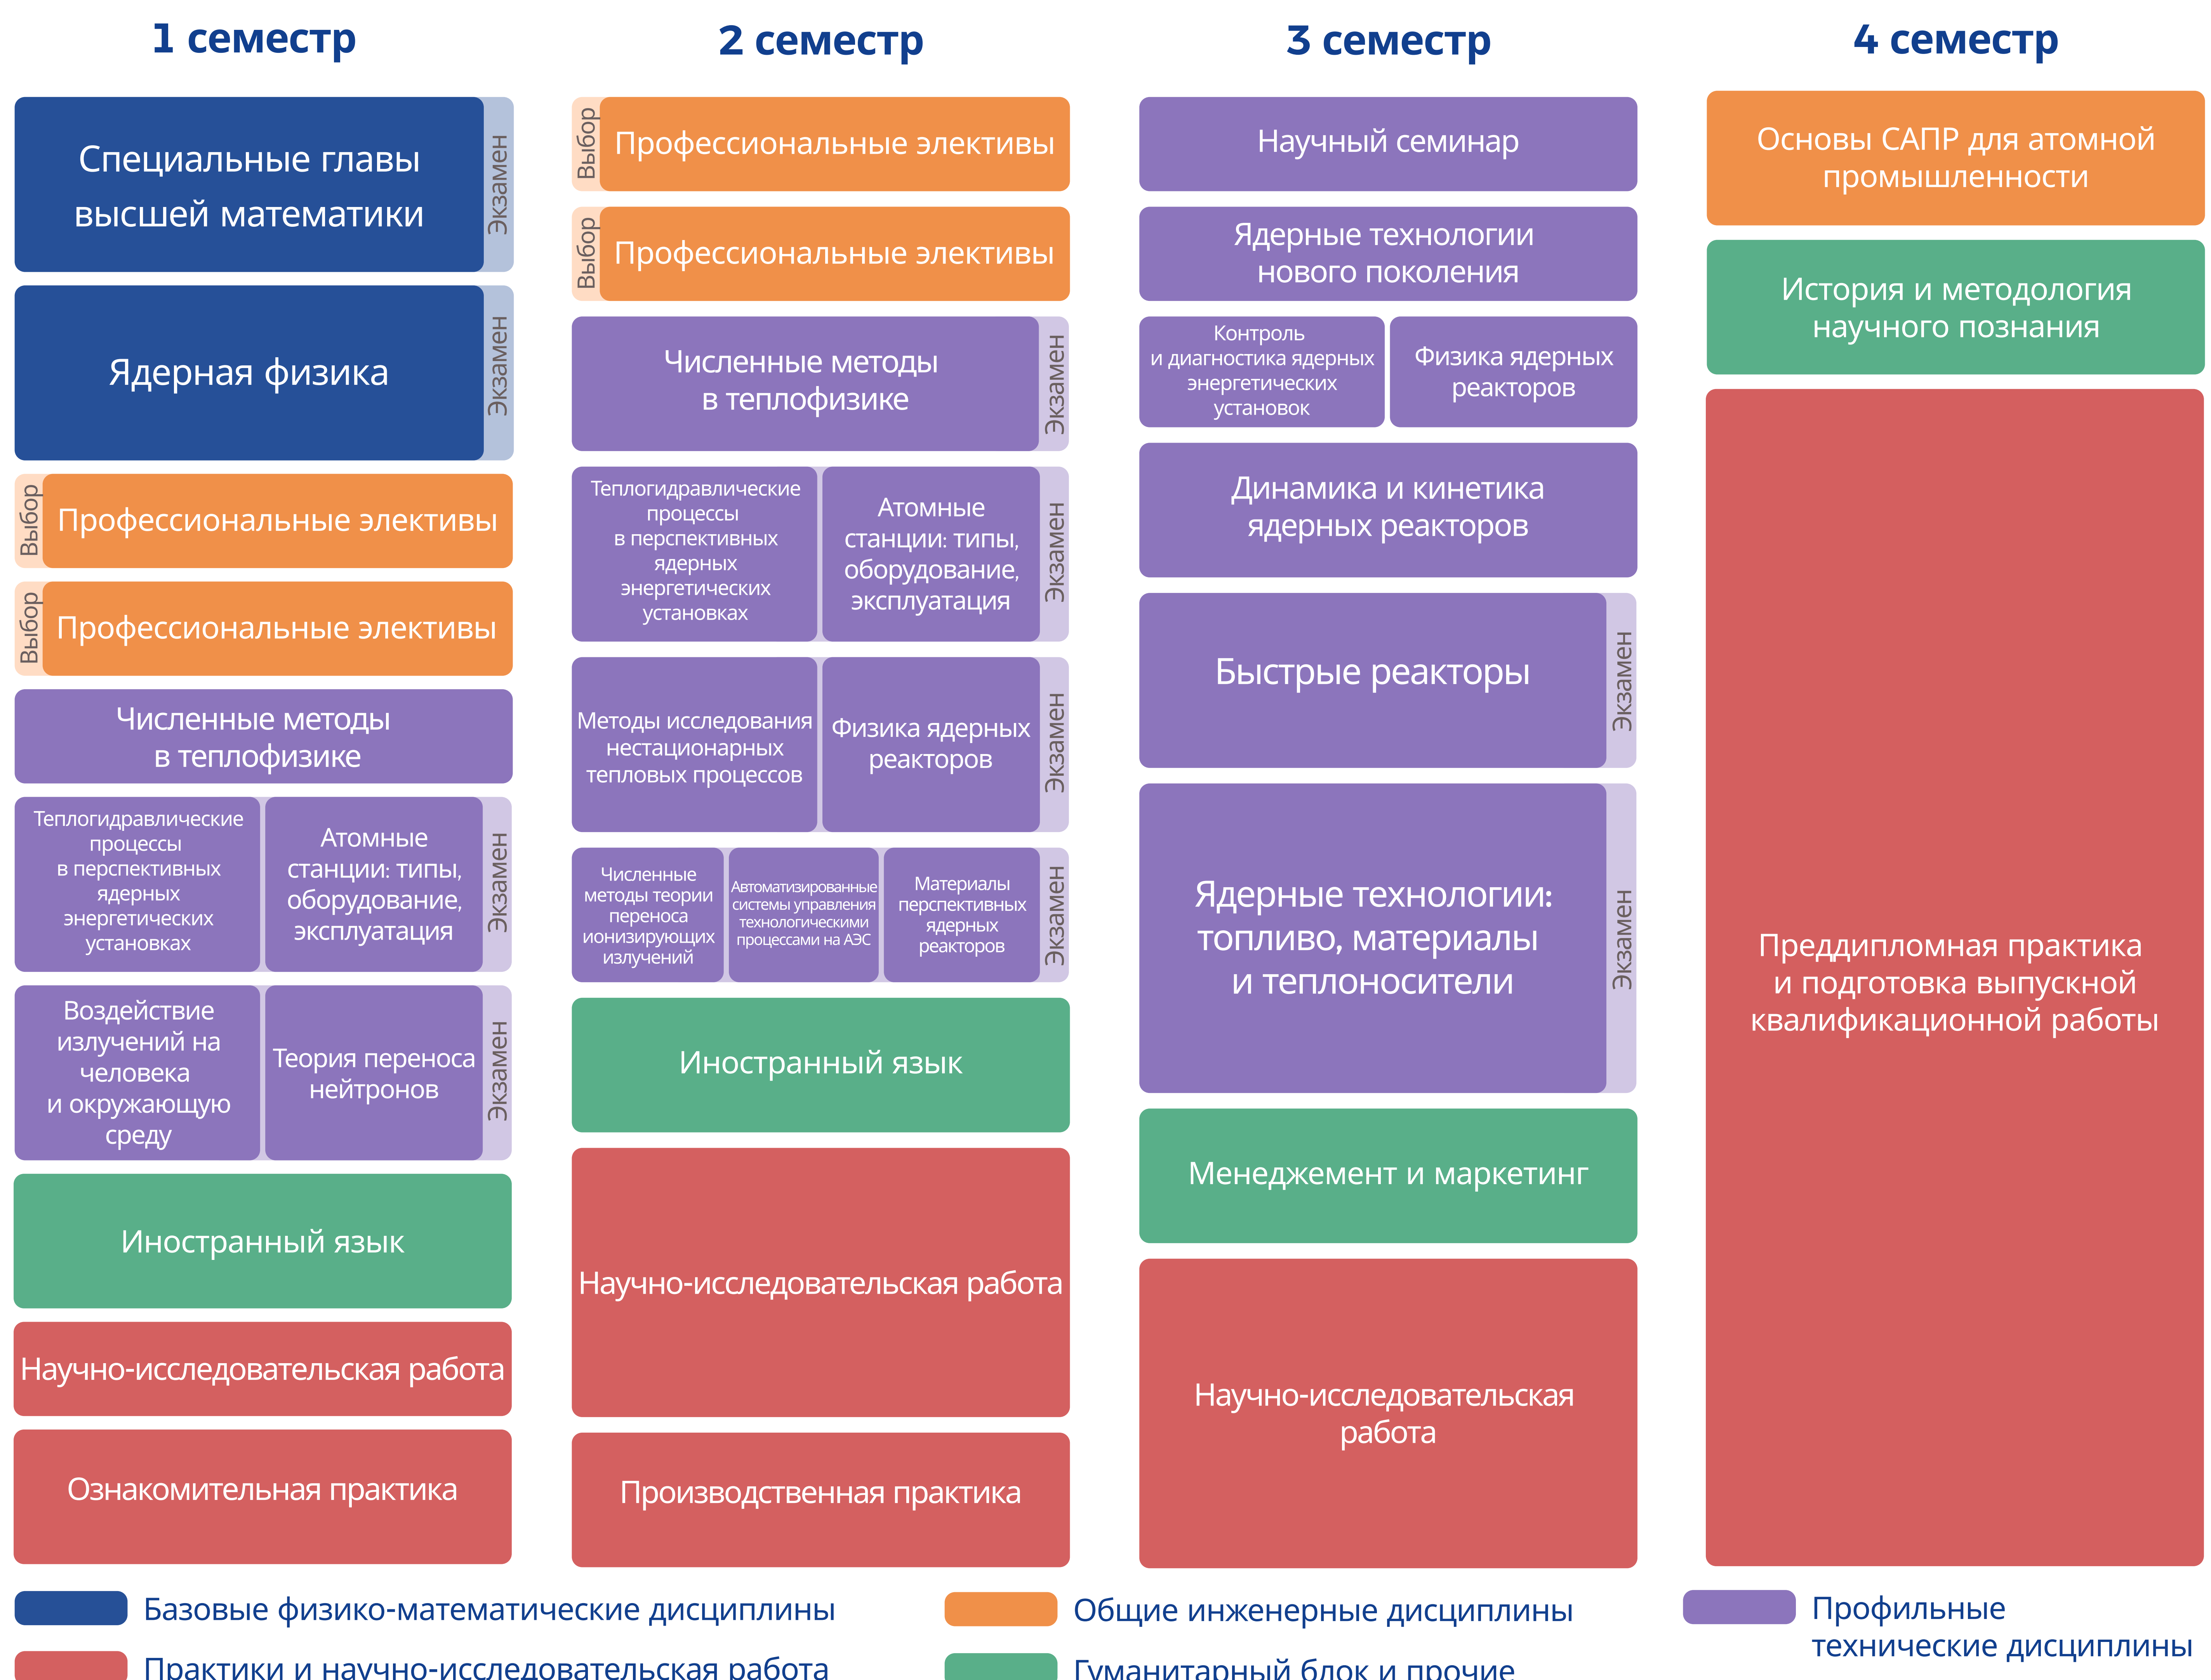 1 семестр
Специальные главы
высшей математики
Экзамен
Ядерная физика
Экзамен
Выбор
Профессиональные элективы
Выбор
Профессиональные элективы
Численные методы
в теплофизике
Теплогидравлические
процессы
в перспективных
ядерных
энергетических
установках
Атомные
станции: типы,
оборудование,
эксплуатация
Экзамен
Воздействие
излучений на
человека
и окружающую
среду
Теория переноса
нейтронов
Экзамен
Иностранный язык
Научно-исследовательская работа
Ознакомительная практика
2 семестр
Выбор
Профессиональные элективы
Выбор
Профессиональные элективы
Численные методы
в теплофизике
Экзамен
Теплогидравлические
процессы
в перспективных
ядерных
энергетических
установках
Атомные
станции: типы,
оборудование,
эксплуатация
Экзамен
Методы исследования
нестационарных
тепловых процессов
Физика ядерных
реакторов
Экзамен
Численные
методы теории
переноса
ионизирующих
излучений
Автоматизированные
системы управления
технологическими
процессами на АЭС
Материалы
перспективных
ядерных
реакторов
Экзамен
Иностранный язык
Научно-исследовательская работа
Производственная практика
3 семестр
Научный семинар
Ядерные технологии
нового поколения
Контроль
и диагностика ядерных
энергетических
установок
Физика ядерных
реакторов
Динамика и кинетика
ядерных реакторов
Быстрые реакторы
Экзамен
Ядерные технологии:
топливо, материалы
и теплоносители
Экзамен
Менеджемент и маркетинг
Научно-исследовательская
работа
4 семестр
Основы САПР для атомной
промышленности
История и методология
научного познания
Преддипломная практика
и подготовка выпускной
квалификационной работы
Базовые физико-математические дисциплины
Практики и научно-исследовательская работа
Общие инженерные дисциплины
Гуманитарный блок и прочие
Профильные
технические дисциплины